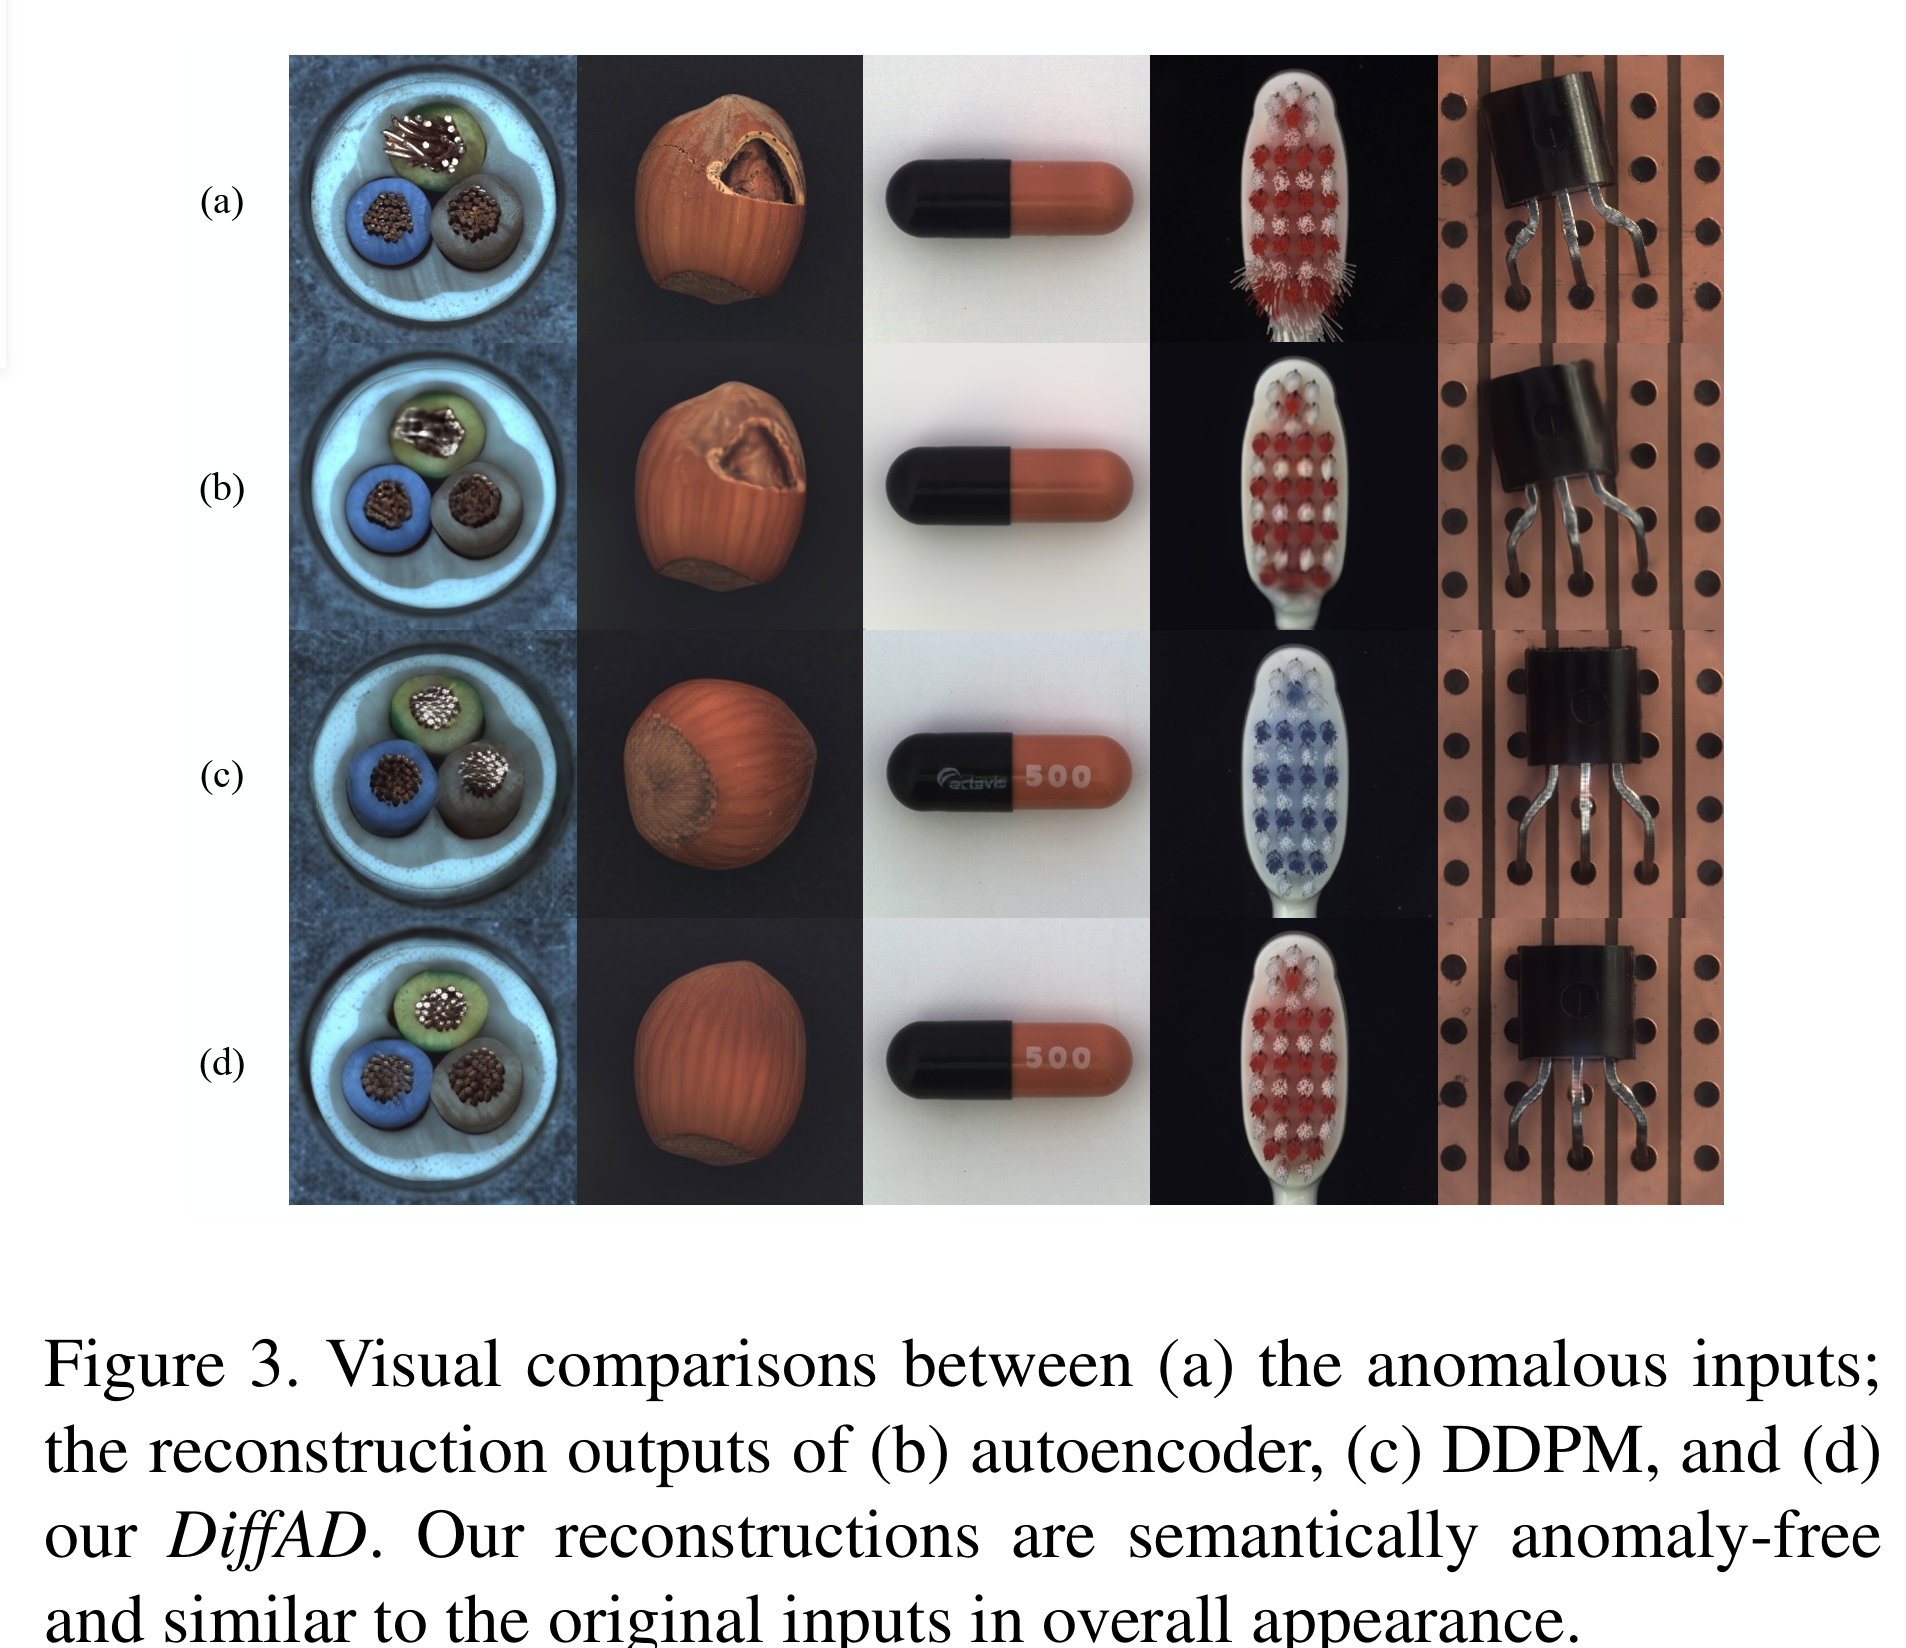 (a)
(b)
(c)
actavis 500
(d)
500
Figure 3. Visual comparisons between (a) the anomalous inputs;
the reconstruction outputs of (b) autoencoder, (c) DDPM, and (d)
our DiffAD. Our reconstructions are semantically anomaly-free
and similar to the original inputs in overall appearance.